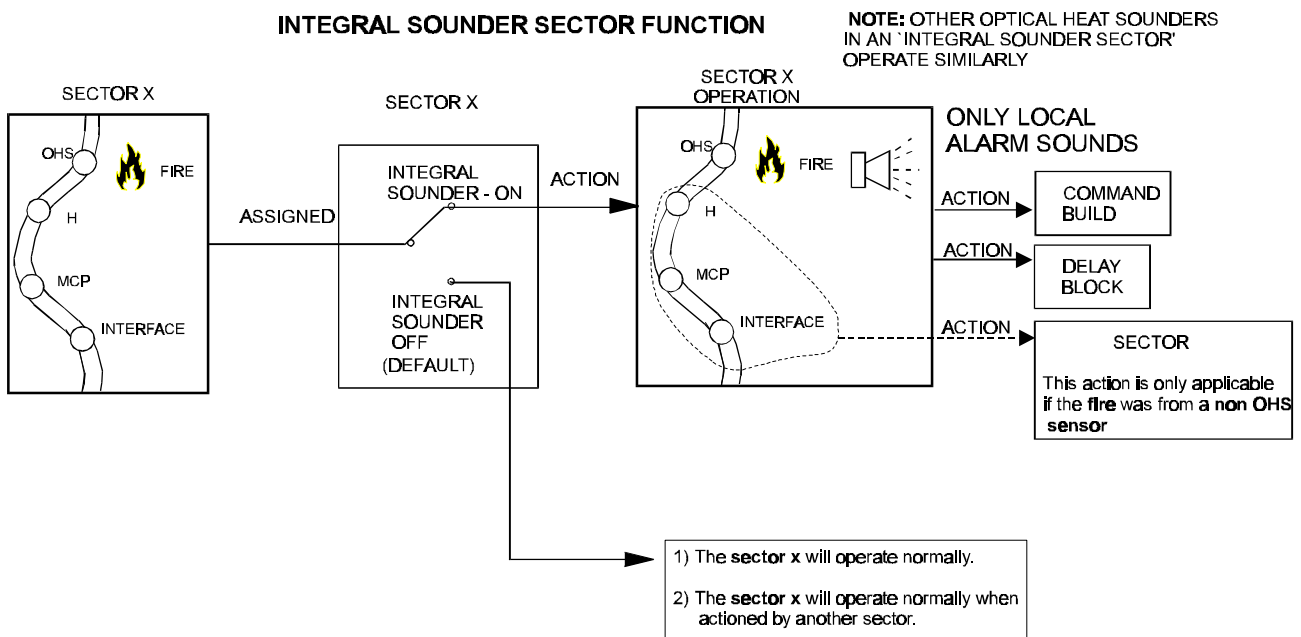 INTEGRAL SOUNDER SECTOR FUNCTION
NOTE: OTHER OPTICAL HEAT SOUNDERS
IN AN `INTEGRAL SOUNDER SECTOR'
OPERATE SIMILARLY
SECTOR X
OHS
FIRE
H
MCP
INTERFACE
ASSIGNED
SECTOR X
INTEGRAL
SOUNDER - ON
INTEGRAL
SOUNDER
OFF
(DEFAULT)
ACTION
SECTOR X
OPERATION
OHS
FIRE
H
MCP
INTERFACE
ONLY LOCAL
ALARM SOUNDS
ACTION
COMMAND
BUILD
ACTION
DELAY
BLOCK
ACTION
SECTOR
This action is only applicable
if the fire was from a non OHS
sensor
1) The sector x will operate normally.
2) The sector x will operate normally when
actioned by another sector.